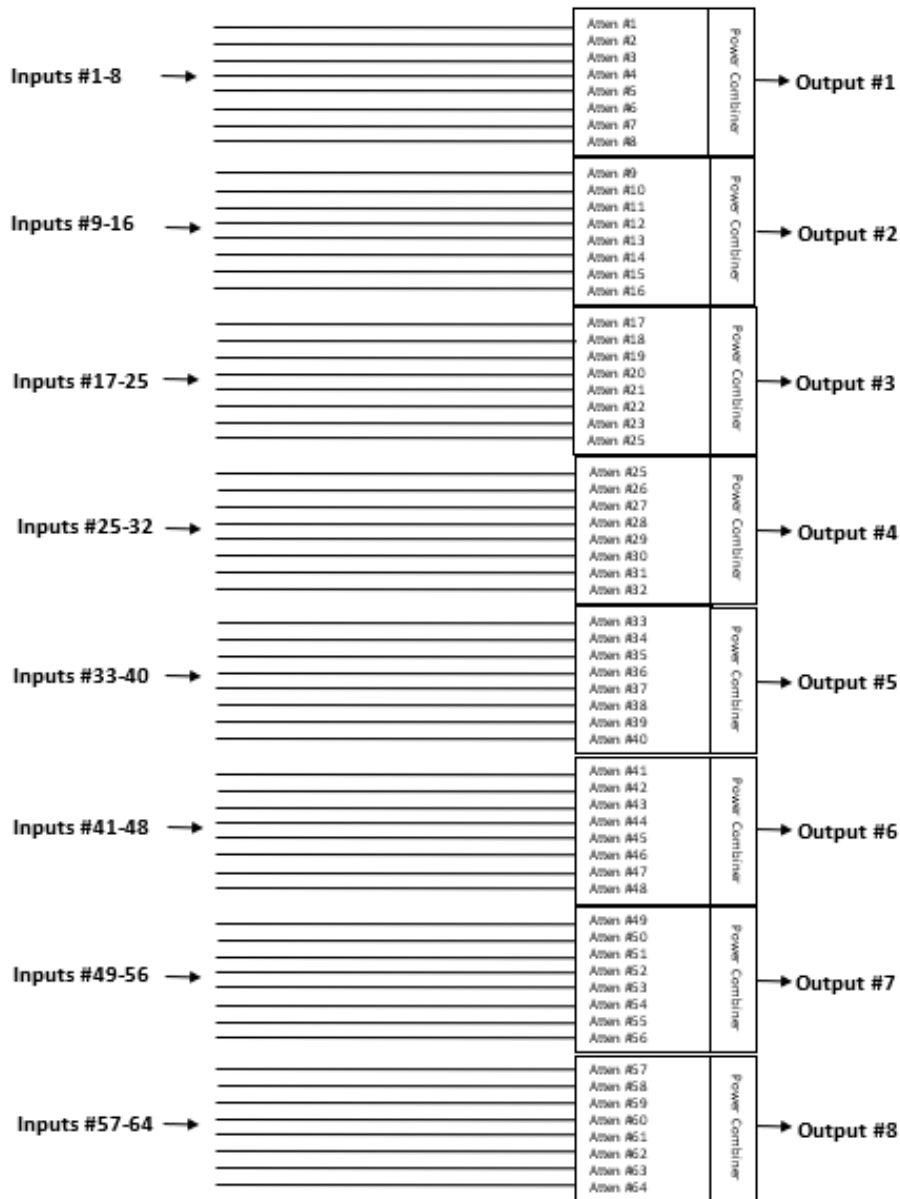 Inputs #1-8
Atten #1
Atten #2
Atten #3
Atten #4
Atten #5
Atten #6
Atten #7
Atten #8
Power Combiner
Output #1
Inputs #9-16
Atten #9
Atten #10
Atten #11
Atten #12
Atten #13
Atten #14
Atten #15
Atten #16
Power Combiner
Output #2
Inputs #17-25
Atten #17
Atten #18
Atten #19
Atten #20
Atten #21
Atten #22
Atten #23
Atten #25
Power Combiner
Output #3
Inputs #25-32
Atten #25
Atten #26
Atten #27
Atten #28
Atten #29
Atten #30
Atten #31
Atten #32
Power Combiner
Output #4
Inputs #33-40
Atten #33
Atten #34
Atten #35
Atten #36
Atten #37
Atten #38
Atten #39
Atten #40
Power Combiner
Output #5
Inputs #41-48
Atten #41
Atten #42
Atten #43
Atten #44
Atten #45
Atten #46
Atten #47
Atten #48
Power Combiner
Output #6
Inputs #49-56
Atten #49
Atten #50
Atten #51
Atten #52
Atten #53
Atten #54
Atten #55
Atten #56
Power Combiner
Output #7
Inputs #57-64
Atten #57
Atten #58
Atten #59
Atten #60
Atten #61
Atten #62
Atten #63
Atten #64
Power Combiner
Output #8